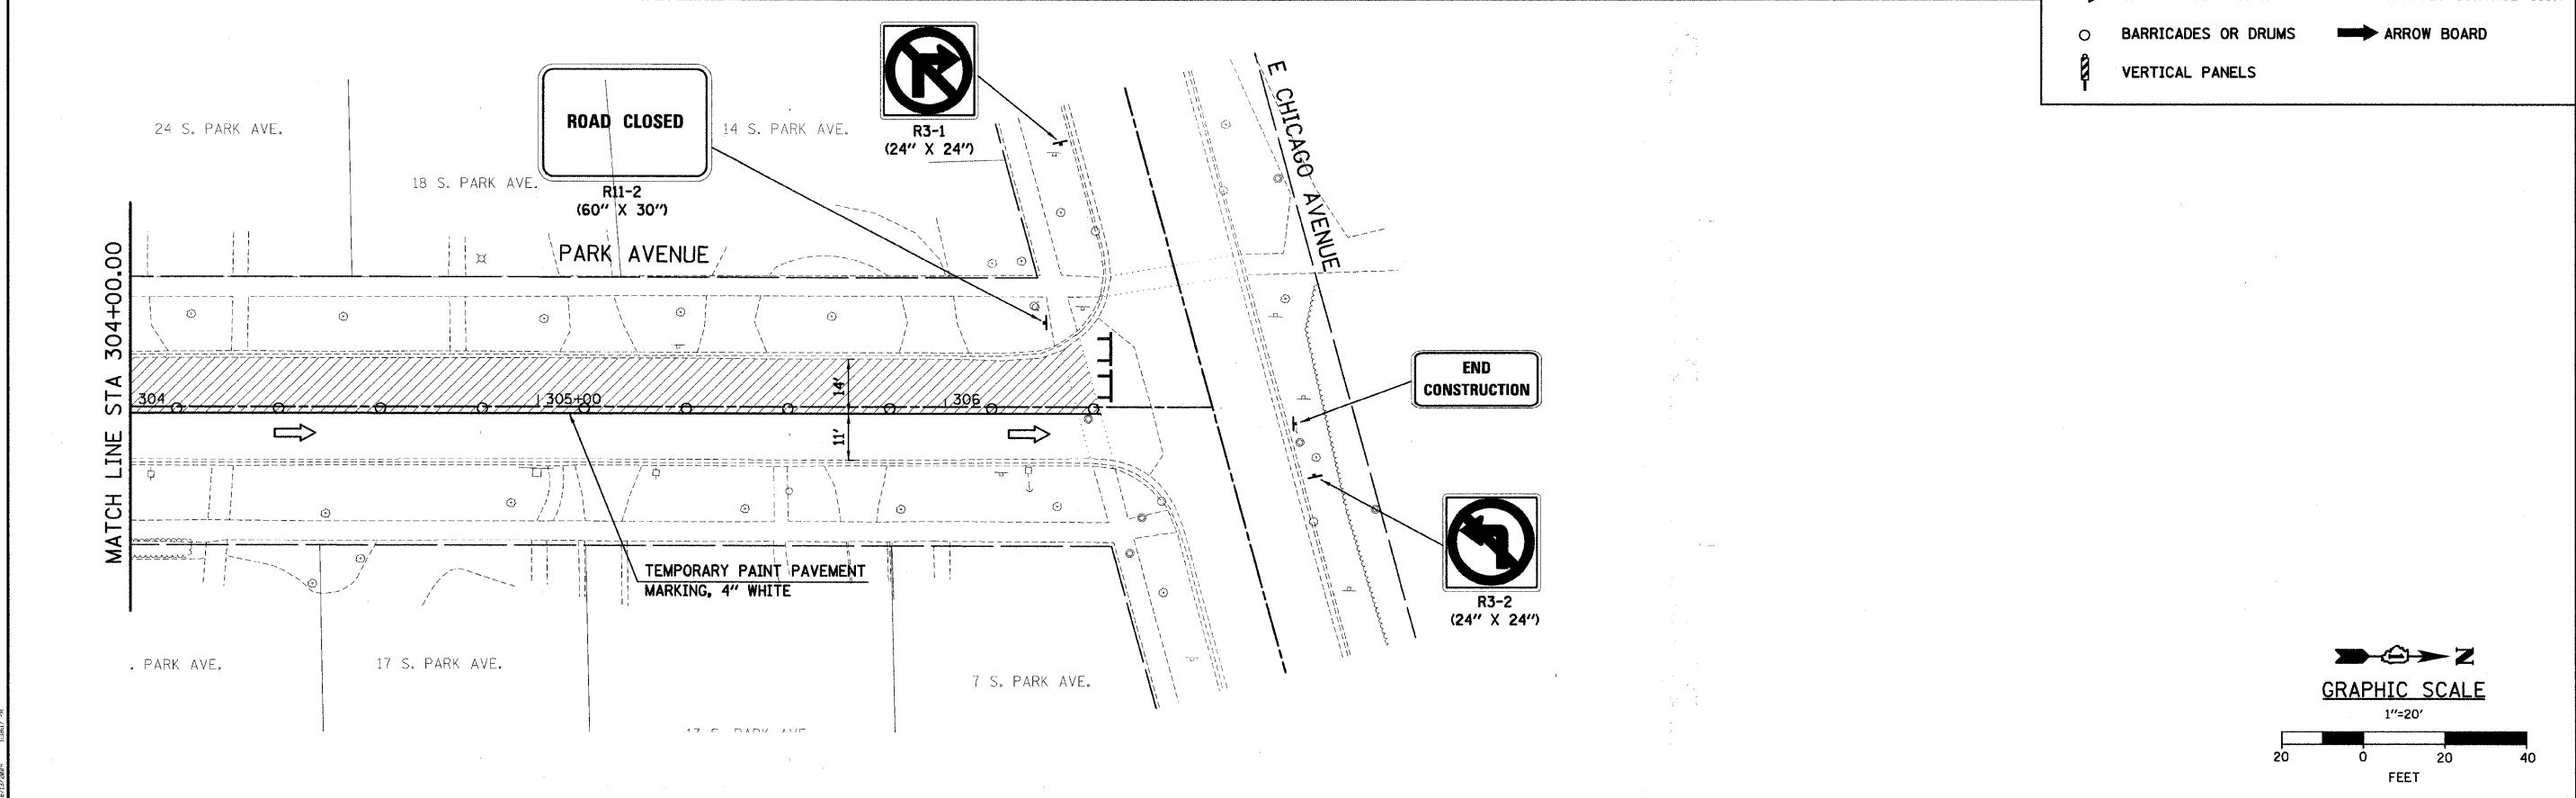 BARRICADES OR DRUMS
ARROW BOARD
VERTICAL PANELS
ROAD CLOSED
R11-2
(60" X 30")
R3-1
(24" X 24")
E CHICAGO AVENUE
24 S. PARK AVE.
18 S. PARK AVE.
14 S. PARK AVE.
PARK AVENUE
MATCH LINE STA 304+00.00
304
305+00
306
14'
11'
END
CONSTRUCTION
R3-2
(24" X 24")
TEMPORARY PAINT PAVEMENT
MARKING, 4" WHITE
. PARK AVE.
17 S. PARK AVE.
7 S. PARK AVE.
N
GRAPHIC SCALE
1"=20'
20 0 20 40
FEET